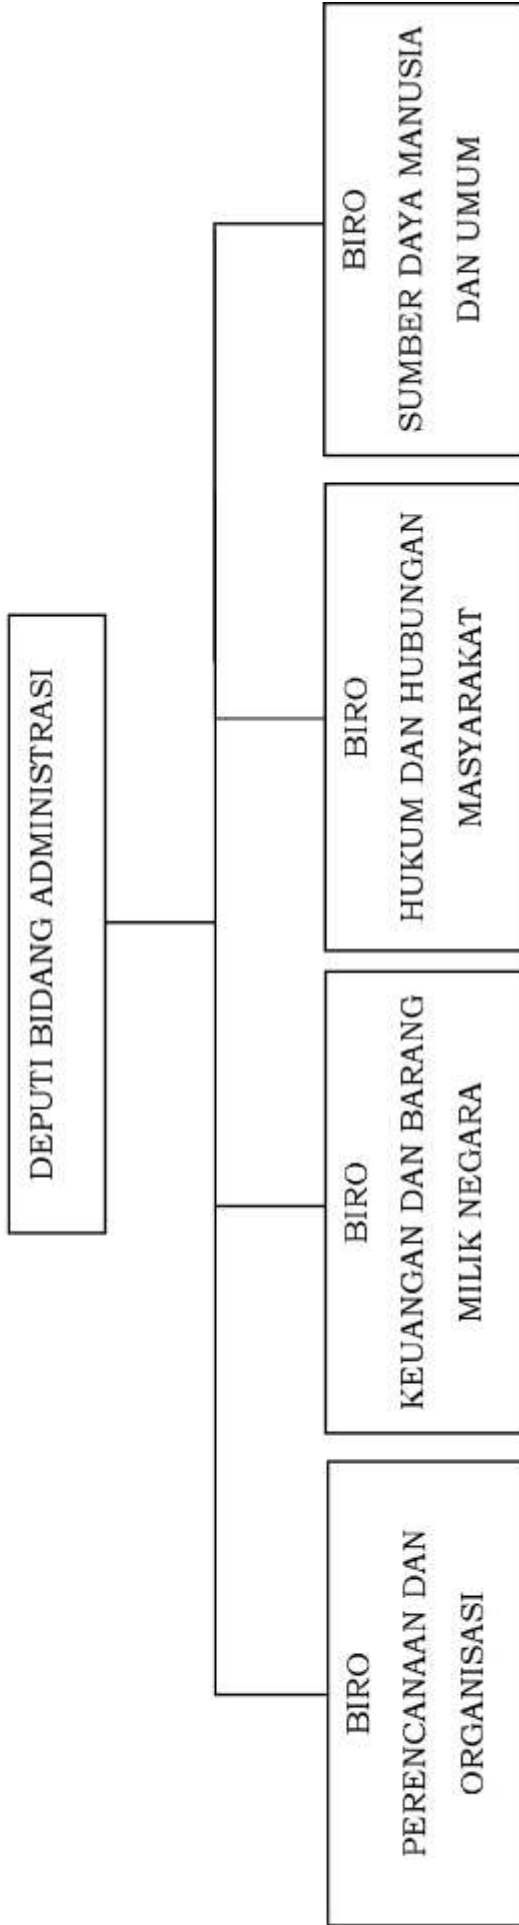 DEPUTI BIDANG ADMINISTRASI
BIRO
PERENCANAAN DAN
ORGANISASI
BIRO
KEUANGAN DAN BARANG
MILIK NEGARA
BIRO
HUKUM DAN HUBUNGAN
MASYARAKAT
BIRO
SUMBER DAYA MANUSIA
DAN UMUM